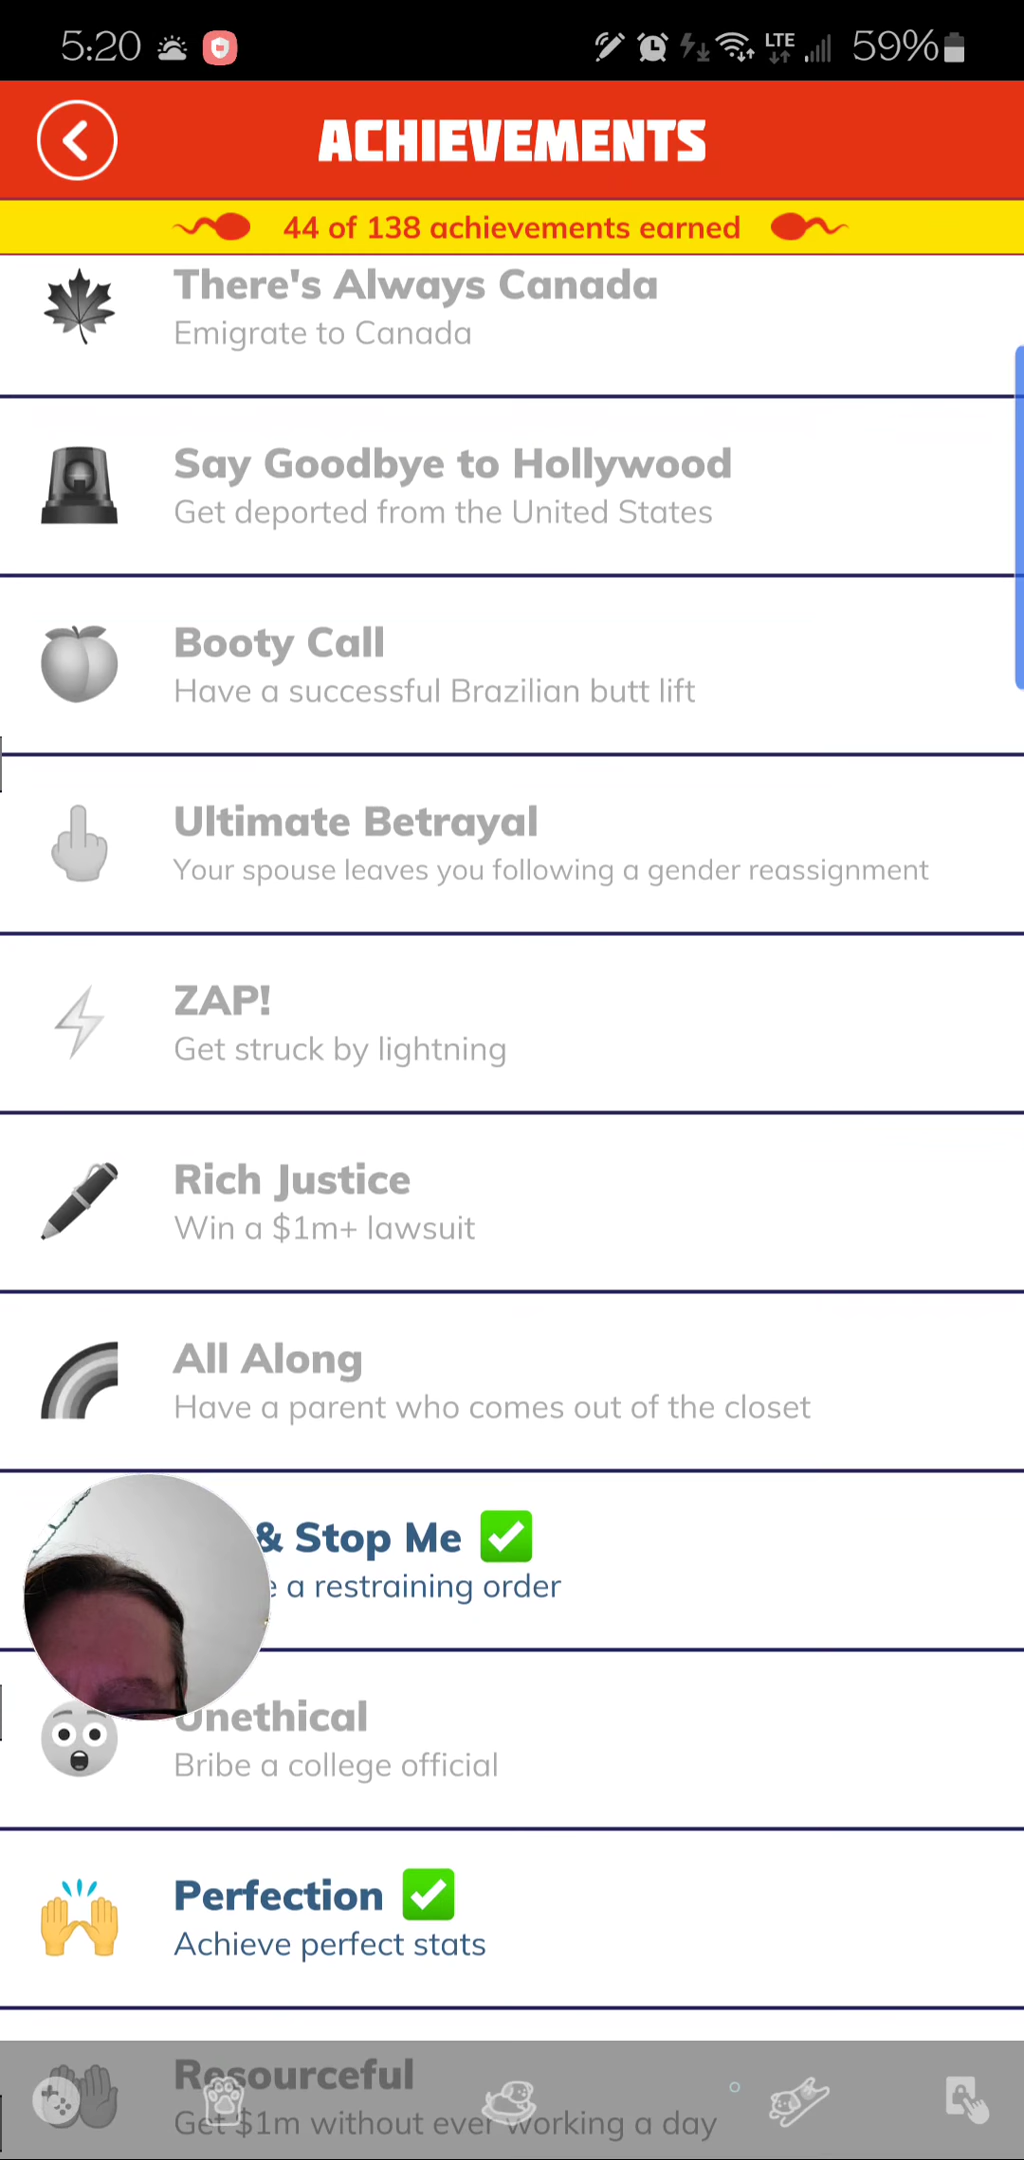 5:20 LTE 59%
ACHIEVEMENTS
44 of 138 achievements earned
There's Always Canada
Emigrate to Canada
Say Goodbye to Hollywood
Get deported from the United States
Booty Call
Have a successful Brazilian butt lift
Ultimate Betrayal
Your spouse leaves you following a gender reassignment
ZAP!
Get struck by lightning
Rich Justice
Win a $1m+ lawsuit
All Along
Have a parent who comes out of the closet
& Stop Me
a restraining order
Unethical
Bribe a college official
Perfection
Achieve perfect stats
Resourceful
Get $1m without ever working a day